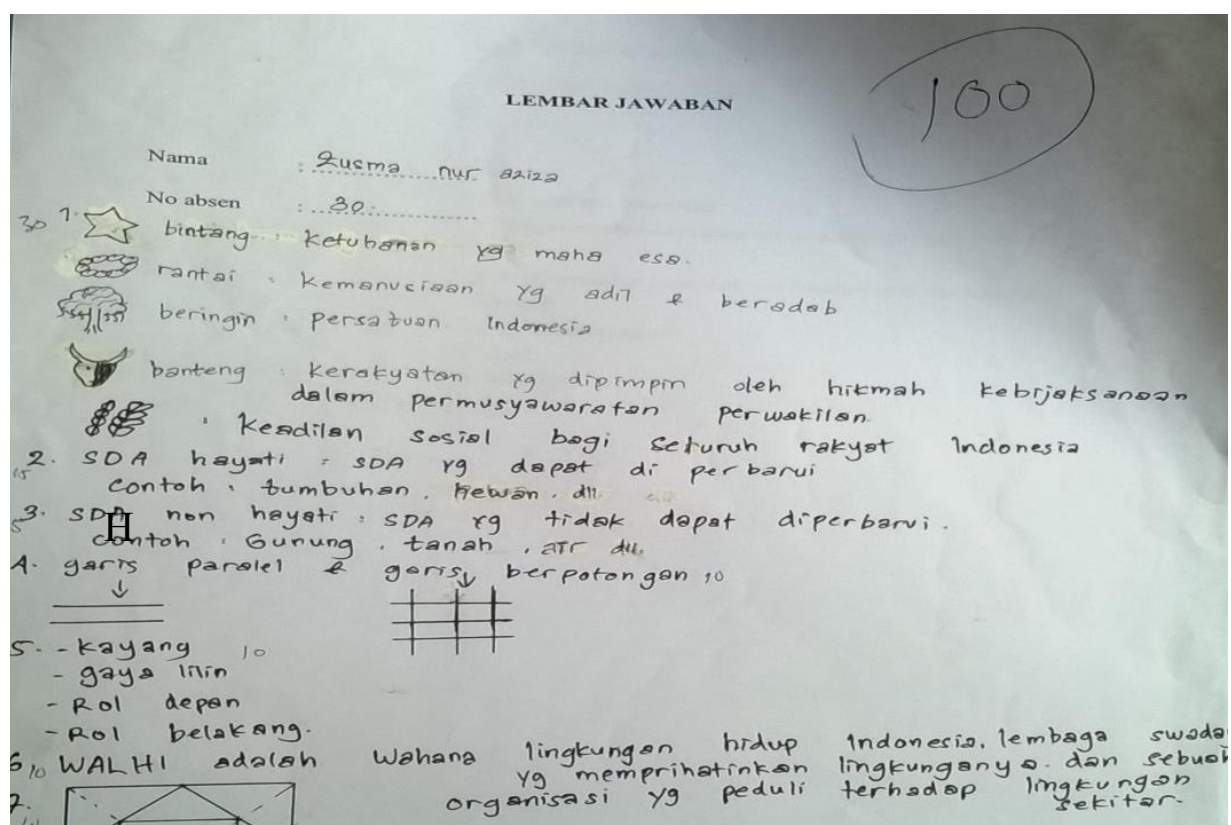 LEMBAR JAWABAN
100
Nama : Zusma nur aziza
No absen : 30
30 1. bintang : ketuhanan yg maha esa.
rantai : kemanusiaan yg adil & beradab
beringin : persatuan Indonesia
banteng : kerakyatan yg dipimpin oleh hikmah kebijaksanaan
dalam permusyawaratan perwakilan.
: Keadilan sosial bagi seluruh rakyat Indonesia
2. SDA hayati : SDA yg dapat di perbarui
15
contoh : tumbuhan, hewan, dll.
3. SDA non hayati : SDA yg tidak dapat diperbarui.
5
H
contoh : Gunung, tanah, air dll.
4. garis paralel & garis berpotongan 10
5. - kayang 10
- gaya lilin
- Rol depan
- Rol belakang.
6. 10 WALHI adalah Wahana lingkungan hidup Indonesia, lembaga swada
yg memprihatinkan lingkunganya. dan sebuah
organisasi yg peduli terhadap lingkungan
sekitar.
7.